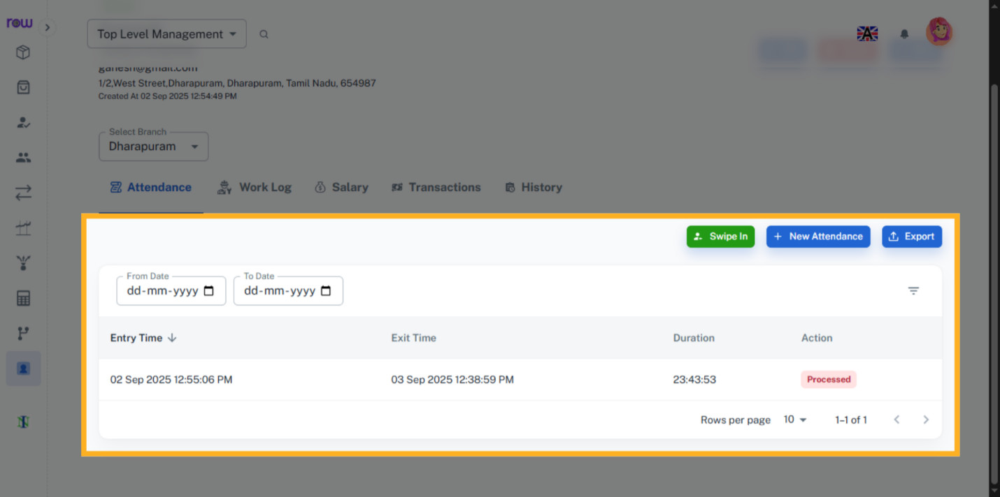 row
Top Level Management
A
ganesh@gmail.com
1/2,West Street,Dharapuram, Dharapuram, Tamil Nadu, 654987
Created At 02 Sep 2025 12:54:49 PM
Select Branch
Dharapuram
Attendance Work Log Salary Transactions History
Swipe In New Attendance Export
From Date To Date
dd-mm-yyyy dd-mm-yyyy
Entry Time Exit Time Duration Action
02 Sep 2025 12:55:06 PM 03 Sep 2025 12:38:59 PM 23:43:53 Processed
Rows per page 10 1–1 of 1